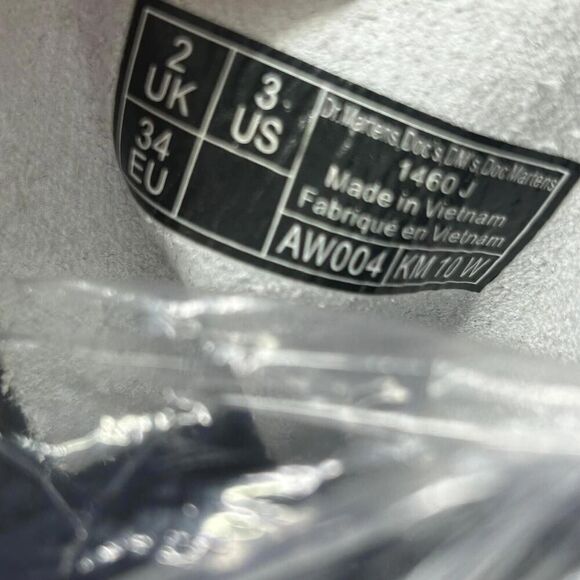 2
UK
3
US
34
EU
Dr.Martens, Doc's, DM's, Doc Martens
1460 J
Made in Vietnam
Fabriqué en Vietnam
AW004
KM 10 W